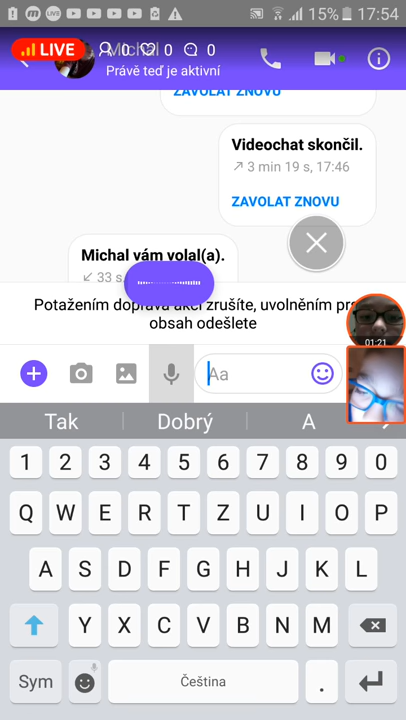 15% 17:54
LIVE 0 0 0
Michal
Právě teď je aktivní
ZAVOLAT ZNOVU
Videochat skončil.
↗ 3 min 19 s, 17:46
ZAVOLAT ZNOVU
Michal vám volal(a).
↙ 33 s
Potažením doprava akci zrušíte, uvolněním
obsah odešlete
01:21
Aa
Tak Dobrý A
1 2 3 4 5 6 7 8 9 0
Q W E R T Z U I O P
A S D F G H J K L
Y X C V B N M
Sym Čeština .